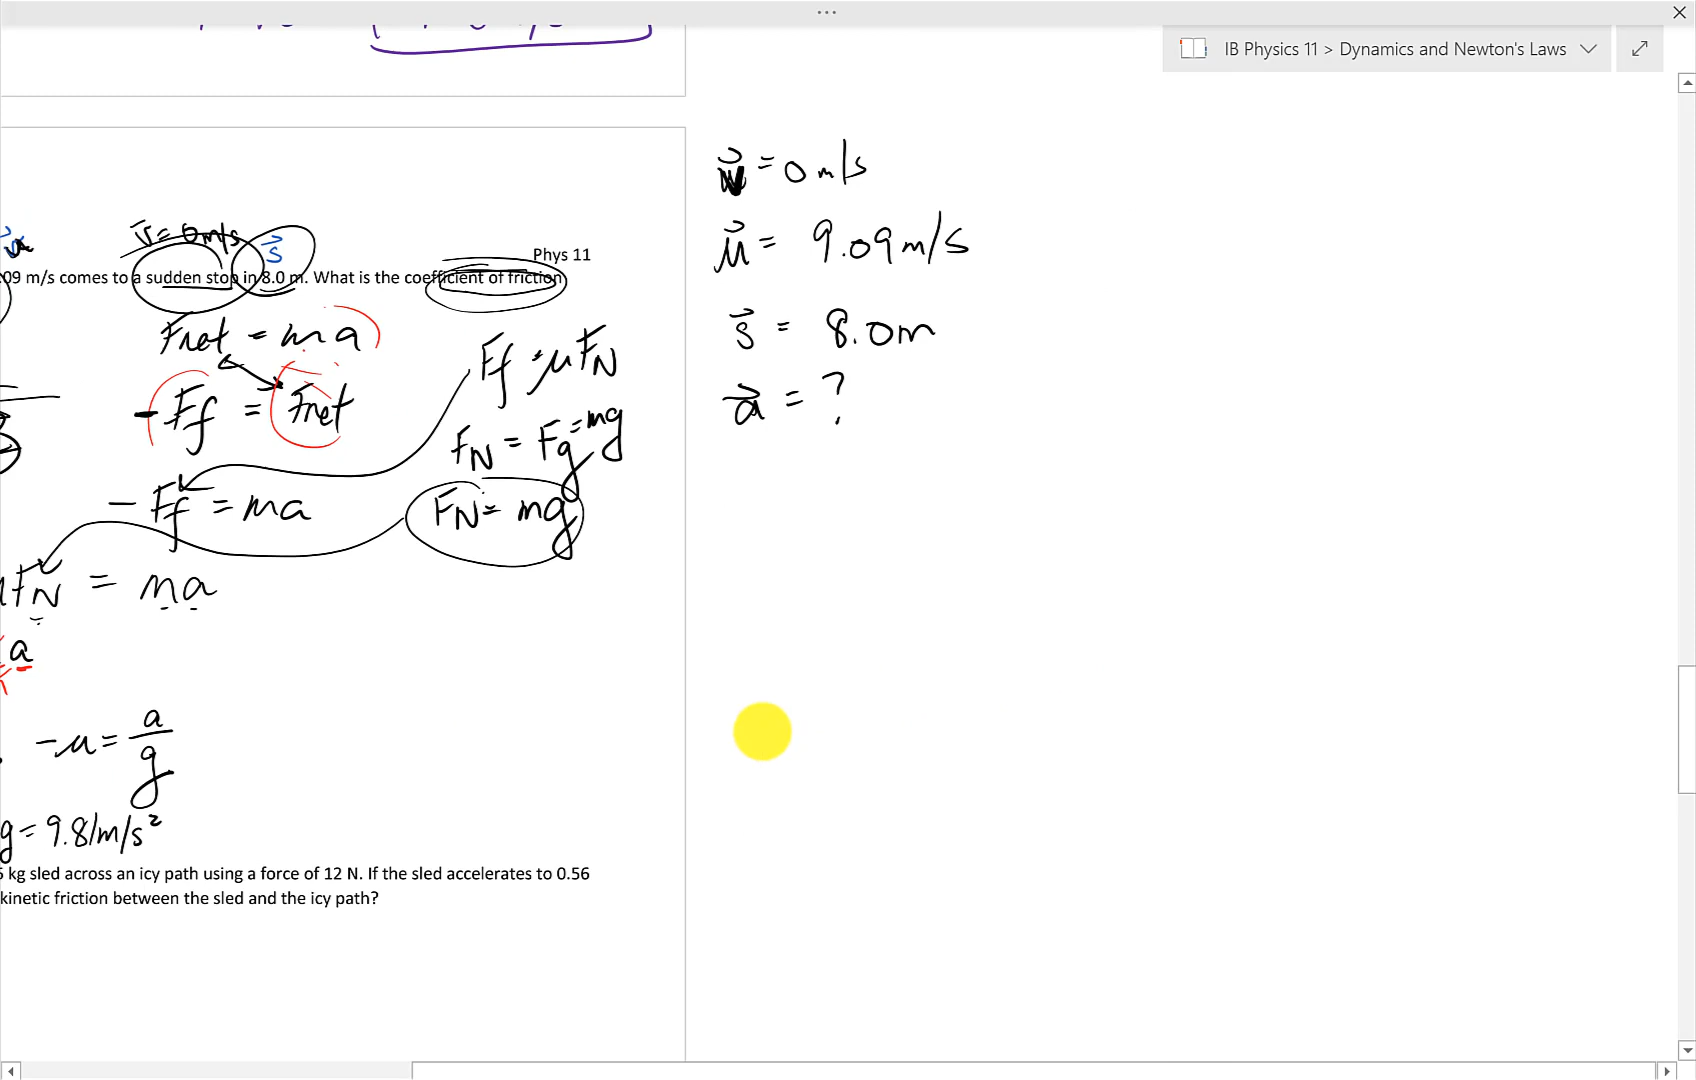 IB Physics 11 > Dynamics and Newton's Laws
v = 0 m/s
s
Phys 11
09 m/s comes to a sudden stop in 8.0 m. What is the coefficient of friction
Fnet = ma
-Ff = Fnet
Ff = μFN
FN = Fg = mg
-Ff = ma
FN = mg
μFN = ma
a
-μ = a/g
g = 9.81m/s²
kg sled across an icy path using a force of 12 N. If the sled accelerates to 0.56
kinetic friction between the sled and the icy path?
v = 0 m/s
u = 9.09 m/s
s = 8.0m
a = ?